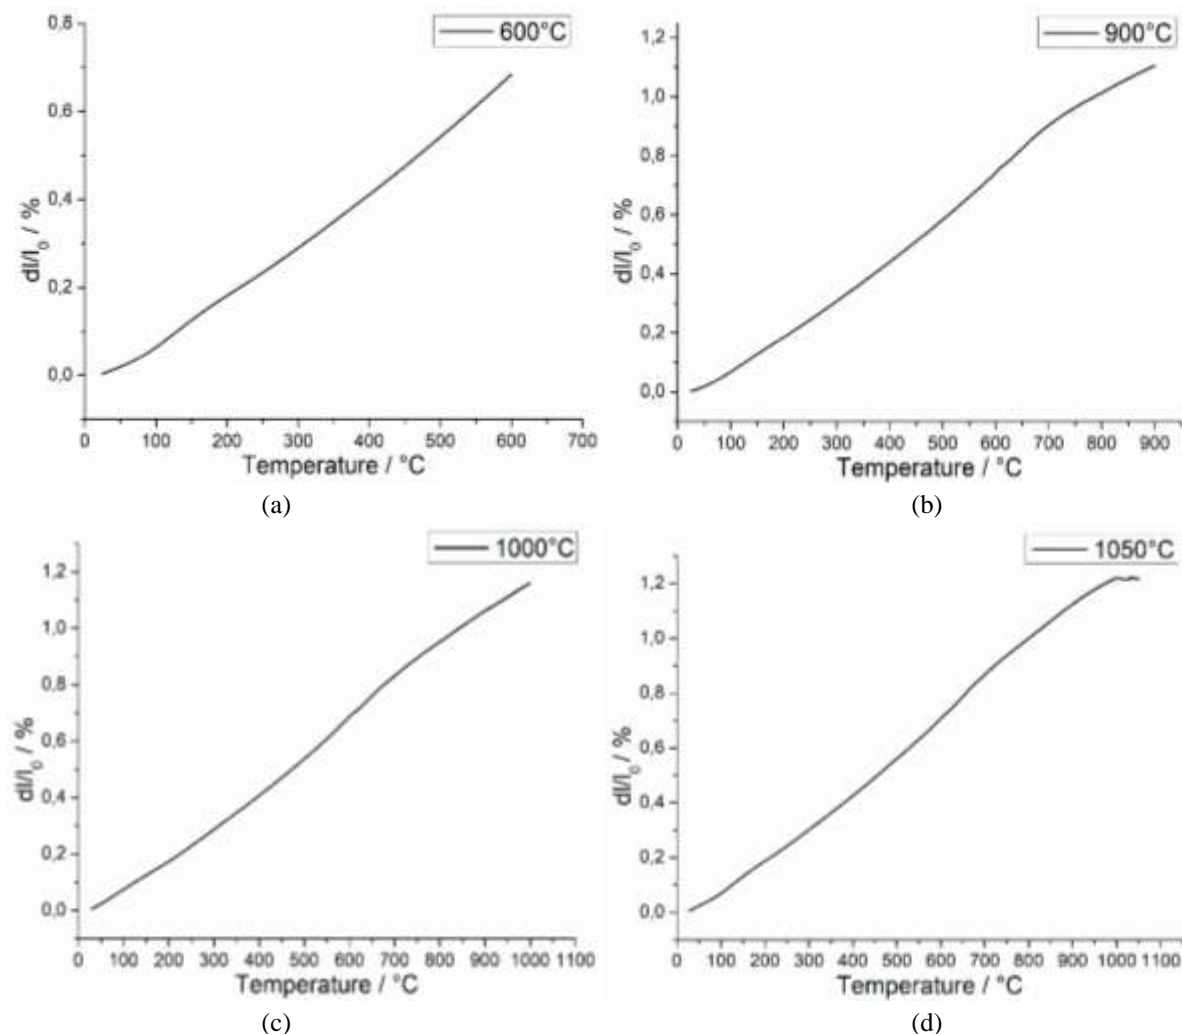 600°C
0,8
0,6
0,4
0,2
0,0
dl/l₀ / %
0 100 200 300 400 500 600 700
Temperature / °C
(a)
900°C
1,2
1,0
0,8
0,6
0,4
0,2
0,0
dl/l₀ / %
0 100 200 300 400 500 600 700 800 900
Temperature / °C
(b)
1000°C
1,2
1,0
0,8
0,6
0,4
0,2
0,0
dl/l₀ / %
0 100 200 300 400 500 600 700 800 900 1000 1100
Temperature / °C
(c)
1050°C
1,2
1,0
0,8
0,6
0,4
0,2
0,0
dl/l₀ / %
0 100 200 300 400 500 600 700 800 900 1000 1100
Temperature / °C
(d)